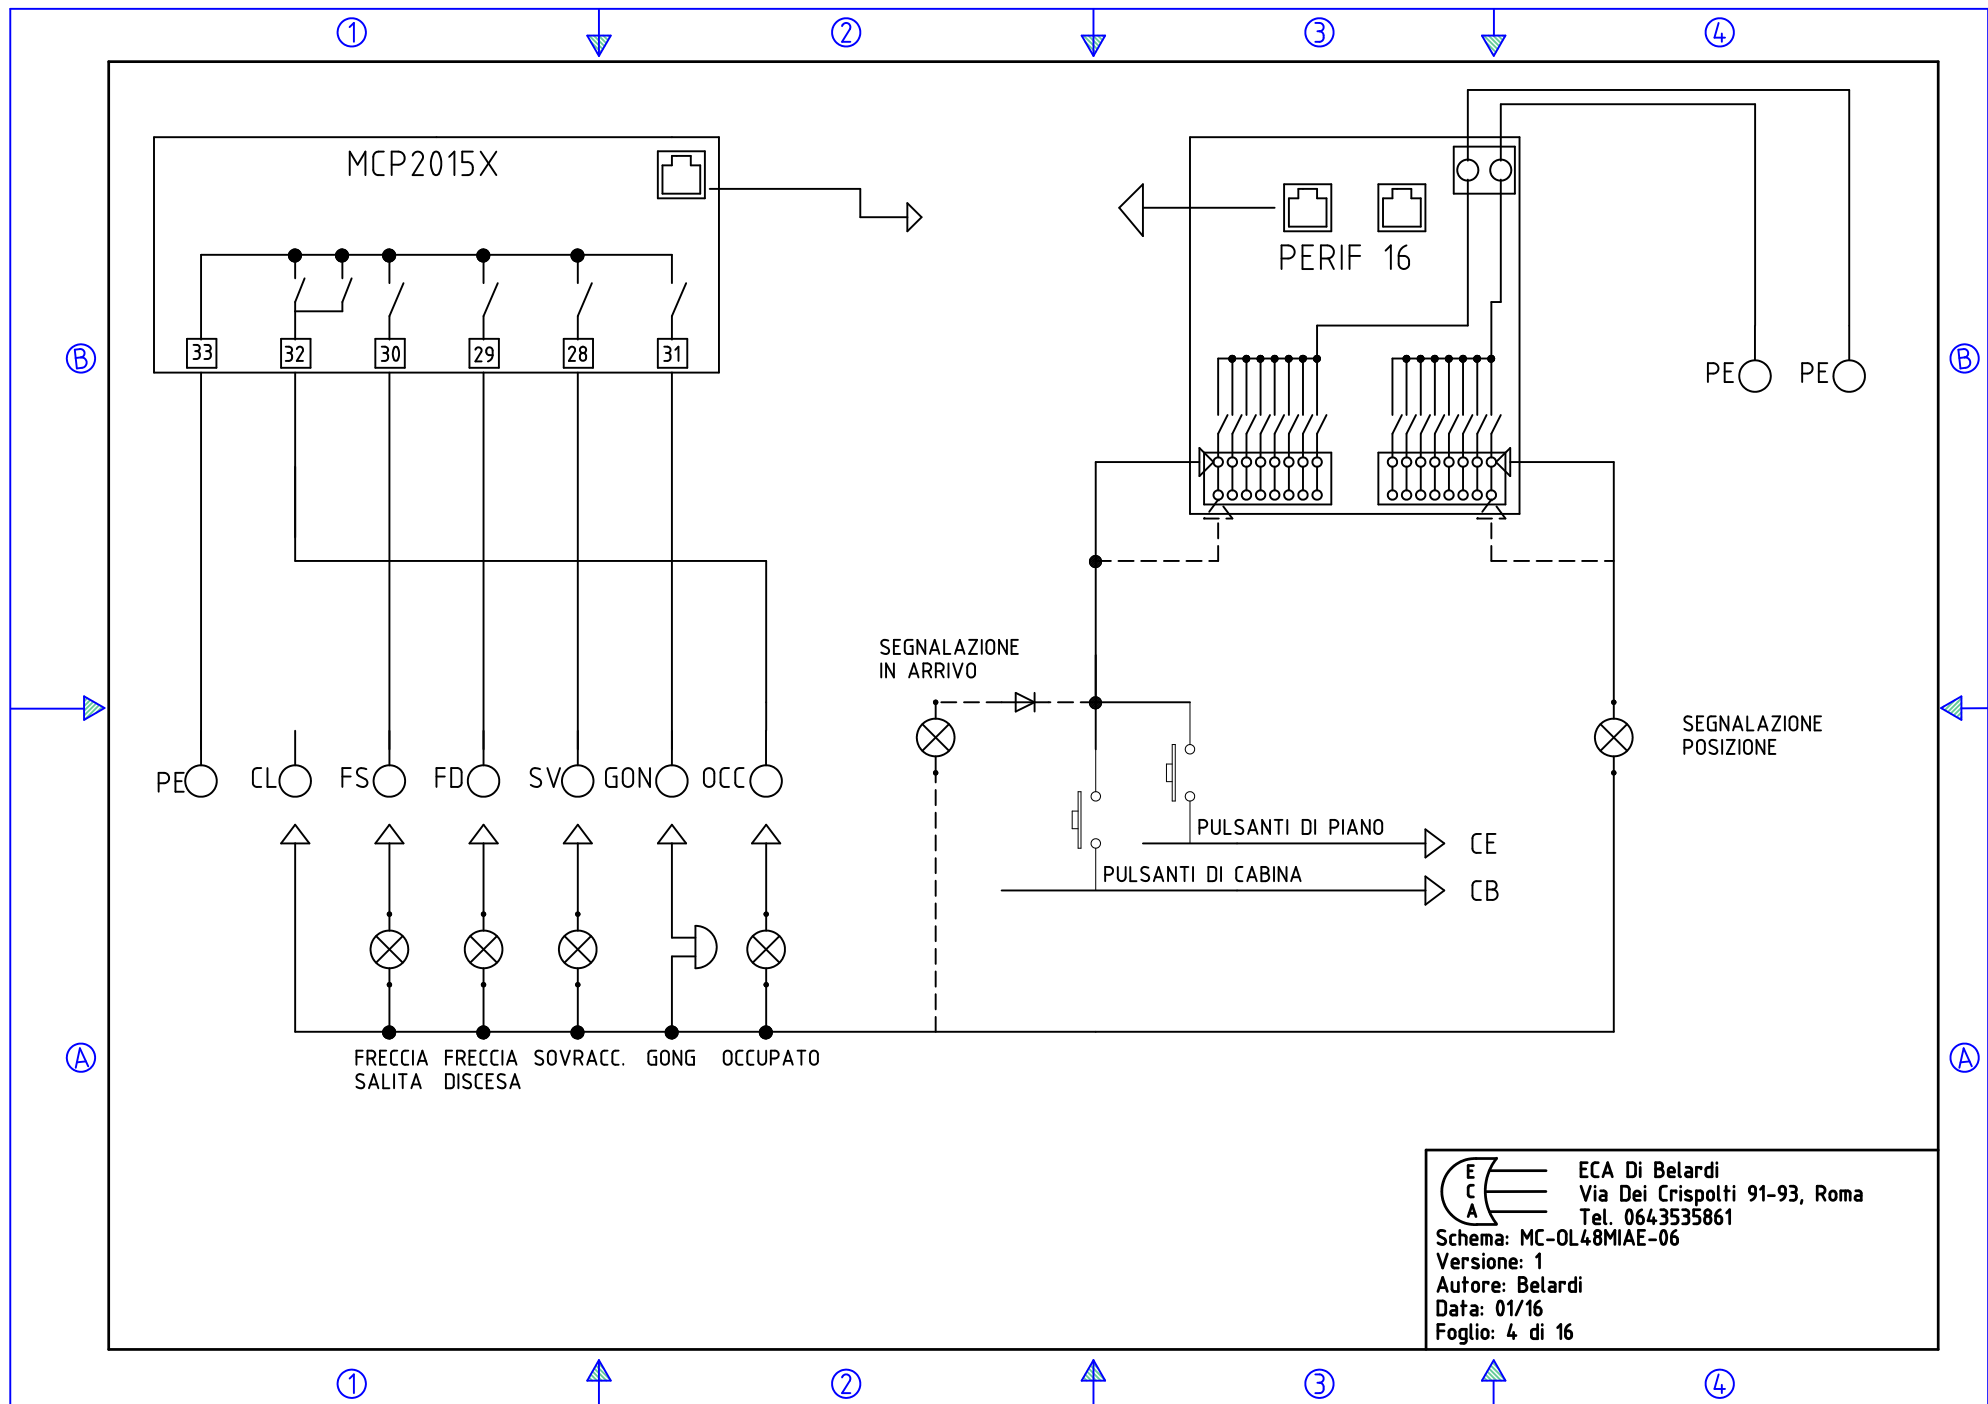 1 2 3 4
MCP2015X
PERIF 16
33 32 30 29 28 31
B
B
PE PE
SEGNALAZIONE
IN ARRIVO
SEGNALAZIONE
POSIZIONE
PE CL FS FD SV GON OCC
PULSANTI DI PIANO
CE
PULSANTI DI CABINA
CB
FRECCIA
SALITA
FRECCIA
DISCESA
SOVRACC.
GONG
OCCUPATO
A
A
E
C
A
ECA Di Belardi
Via Dei Crispolti 91-93, Roma
Tel. 0643535861
Schema: MC-OL48MIAE-06
Versione: 1
Autore: Belardi
Data: 01/16
Foglio: 4 di 16
1 2 3 4